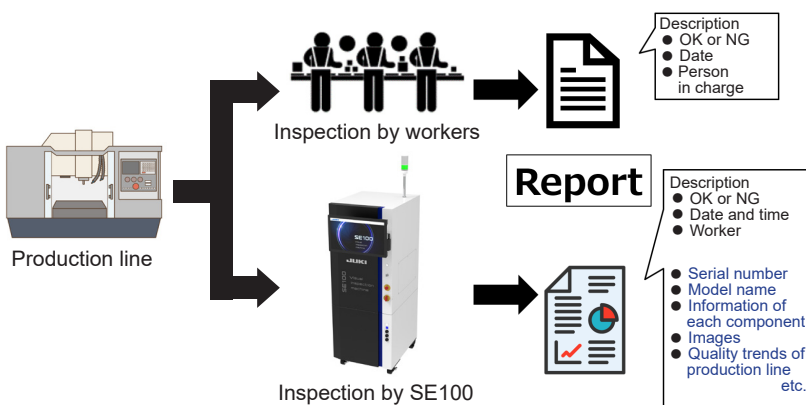 Description
● OK or NG
● Date
● Person
in charge
Inspection by workers
Production line
Report
Description
● OK or NG
● Date and time
● Worker
● Serial number
● Model name
● Information of
each component
● Images
● Quality trends of
production line
etc.
SE100
JUKI
SE100
Inspection by SE100